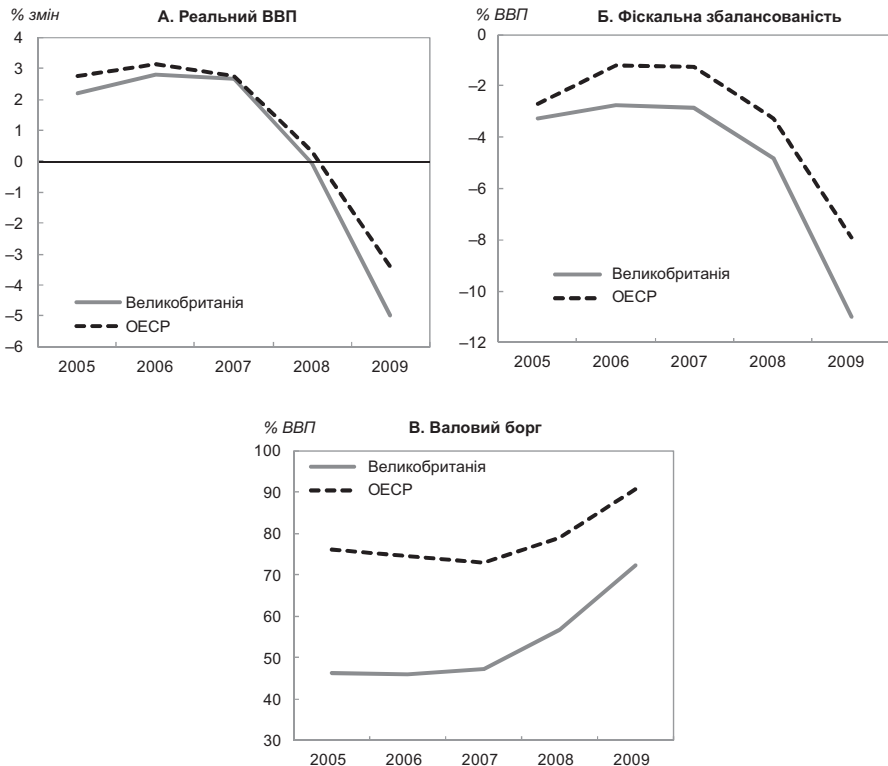 % змін
А. Реальний ВВП
4
3
2
1
0
–1
–2
–3
–4
–5
–6
Великобританія
ОЕСР
2005 2006 2007 2008 2009
% ВВП
Б. Фіскальна збалансованість
0
–2
–4
–6
–8
–10
–12
Великобританія
ОЕСР
2005 2006 2007 2008 2009
% ВВП
В. Валовий борг
100
90
80
70
60
50
40
30
Великобританія
ОЕСР
2005 2006 2007 2008 2009